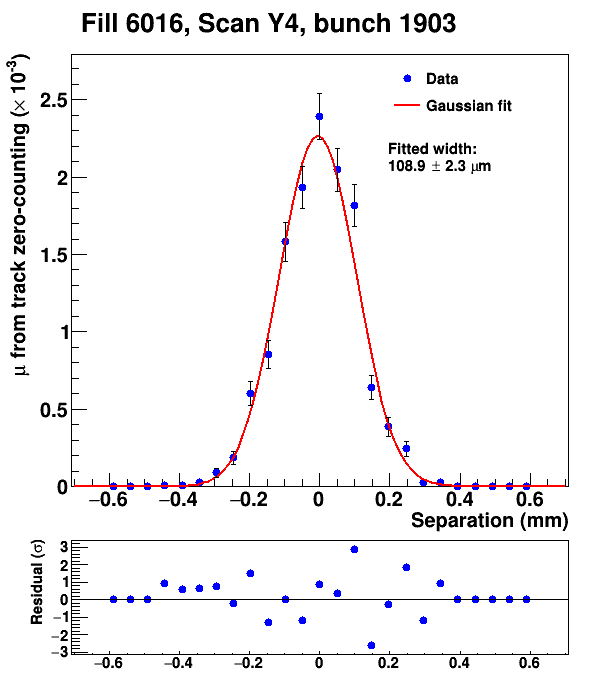 Fill 6016, Scan Y4, bunch 1903
μ from track zero-counting (× 10⁻³)
2.5
2
1.5
1
0.5
0
Data
Gaussian fit
Fitted width:
108.9 ± 2.3 μm
−0.6 −0.4 −0.2 0 0.2 0.4 0.6
Separation (mm)
Residual (σ)
3
2
1
0
−1
−2
−3
−0.6 −0.4 −0.2 0 0.2 0.4 0.6